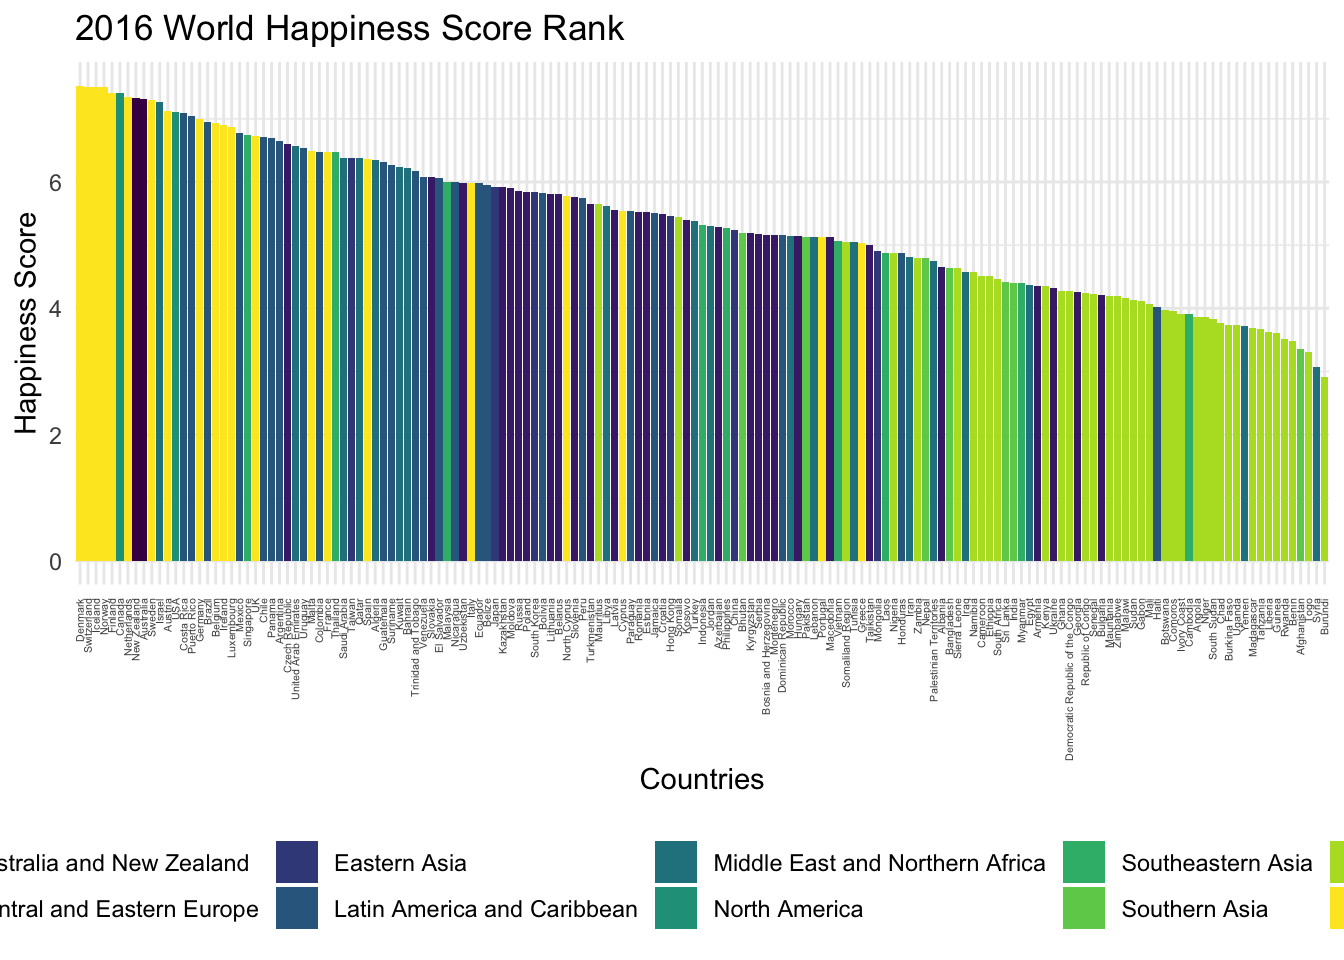 2016 World Happiness Score Rank
Happiness Score
6
4
2
0
Denmark
Switzerland
Iceland
Norway
Finland
Canada
Netherlands
New Zealand
Australia
Sweden
Israel
Austria
USA
Costa Rica
Puerto Rico
Germany
Brazil
Belgium
Ireland
Luxembourg
Mexico
Singapore
UK
Chile
Panama
Argentina
Czech Republic
United Arab Emirates
Uruguay
Malta
Colombia
France
Thailand
Saudi Arabia
Taiwan
Qatar
Spain
Algeria
Guatemala
Suriname
Kuwait
Bahrain
Trinidad and Tobago
Venezuela
Slovakia
El Salvador
Malaysia
Nicaragua
Uzbekistan
Italy
Ecuador
Belize
Japan
Kazakhstan
Moldova
Russia
Poland
South Korea
Bolivia
Lithuania
Belarus
North Cyprus
Slovenia
Peru
Turkmenistan
Mauritius
Libya
Latvia
Cyprus
Paraguay
Romania
Estonia
Jamaica
Croatia
Hong Kong
Somalia
Kosovo
Turkey
Indonesia
Jordan
Azerbaijan
Philippines
China
Bhutan
Kyrgyzstan
Serbia
Bosnia and Herzegovina
Montenegro
Dominican Republic
Morocco
Hungary
Pakistan
Lebanon
Portugal
Macedonia
Vietnam
Somaliland Region
Tunisia
Greece
Tajikistan
Mongolia
Laos
Nigeria
Honduras
Iran
Zambia
Nepal
Palestinian Territories
Albania
Bangladesh
Sierra Leone
Iraq
Namibia
Cameroon
Ethiopia
South Africa
Sri Lanka
India
Myanmar
Egypt
Armenia
Kenya
Ukraine
Ghana
Democratic Republic of the Congo
Georgia
Republic of Congo
Senegal
Bulgaria
Mauritania
Zimbabwe
Malawi
Sudan
Gabon
Mali
Haiti
Botswana
Comoros
Ivory Coast
Cambodia
Angola
Niger
South Sudan
Chad
Burkina Faso
Uganda
Yemen
Madagascar
Tanzania
Liberia
Guinea
Rwanda
Benin
Afghanistan
Togo
Syria
Burundi
Countries
stralia and New Zealand
Eastern Asia
Middle East and Northern Africa
Southeastern Asia
ntral and Eastern Europe
Latin America and Caribbean
North America
Southern Asia